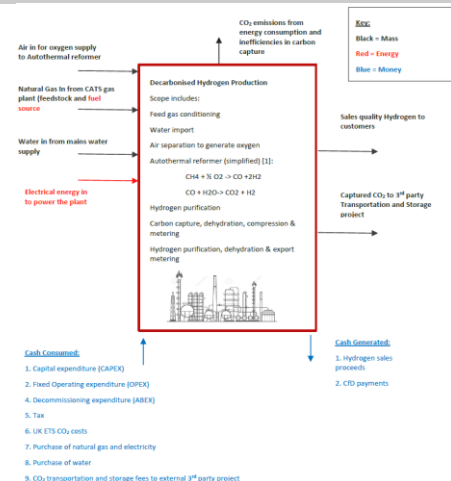 CO₂ emissions from
energy consumption and
inefficiencies in carbon
capture
Key:
Black = Mass
Red = Energy
Blue = Money
Air in for oxygen supply
to Autothermal reformer
Natural Gas In from CATS gas
plant (feedstock and fuel
source
Water in from mains water
supply
Electrical energy in
to power the plant
Decarbonised Hydrogen Production
Scope includes:
Feed gas conditioning
Water import
Air separation to generate oxygen
Autothermal reformer (simplified) [1]:
CH4 + ½ O2 -> CO +2H2
CO + H2O-> CO2 + H2
Hydrogen purification
Carbon capture, dehydration, compression &
metering
Hydrogen purification, dehydration & export
metering
Sales quality Hydrogen to
customers
Captured CO₂ to 3rd party
Transportation and Storage
project
Cash Consumed:
1. Capital expenditure (CAPEX)
2. Fixed Operating expenditure (OPEX)
4. Decommissioning expenditure (ABEX)
5. Tax
6. UK ETS CO₂ costs
7. Purchase of natural gas and electricity
8. Purchase of water
9. CO₂ transportation and storage fees to external 3rd party project
Cash Generated:
1. Hydrogen sales
proceeds
2. CfD payments